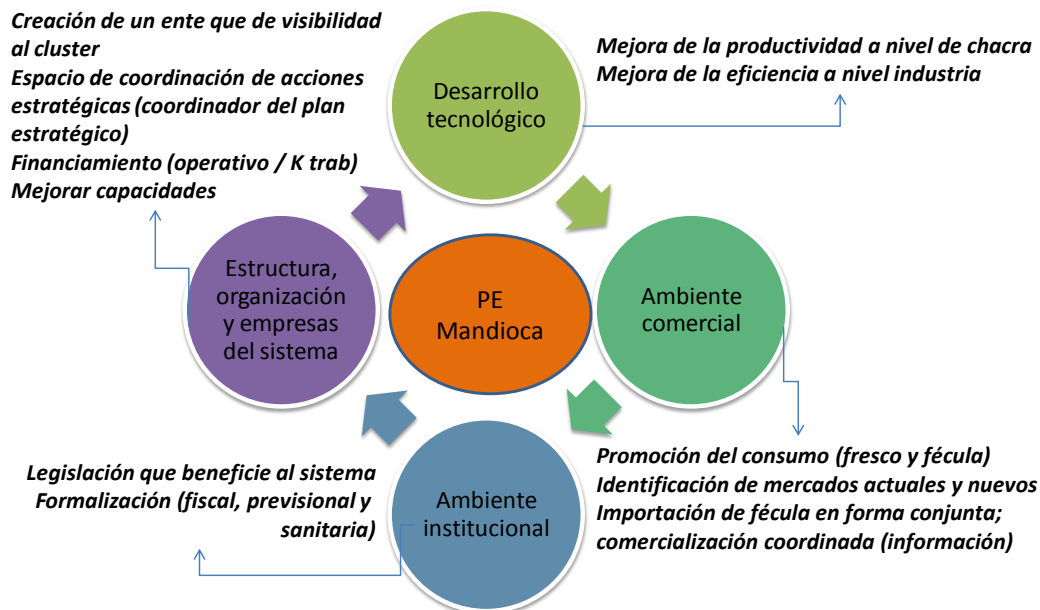 Creación de un ente que de visibilidad
al cluster
Espacio de coordinación de acciones
estratégicas (coordinador del plan
estratégico)
Financiamiento (operativo / K trab)
Mejorar capacidades
Desarrollo
tecnológico
Mejora de la productividad a nivel de chacra
Mejora de la eficiencia a nivel industria
Estructura,
organización
y empresas
del sistema
PE
Mandioca
Ambiente
comercial
Legislación que beneficie al sistema
Formalización (fiscal, previsional y
sanitaria)
Ambiente
institucional
Promoción del consumo (fresco y fécula)
Identificación de mercados actuales y nuevos
Importación de fécula en forma conjunta;
comercialización coordinada (información)